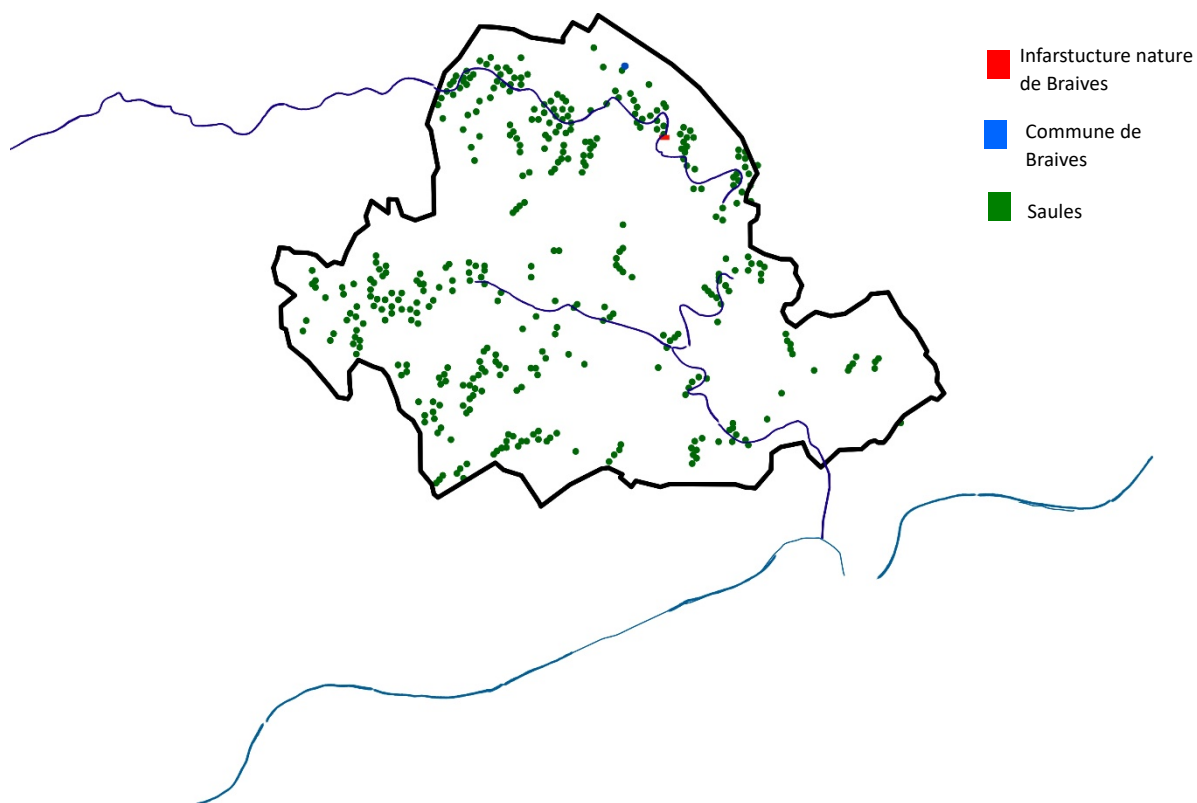 Infarstucture nature
de Braives
Commune de
Braives
Saules